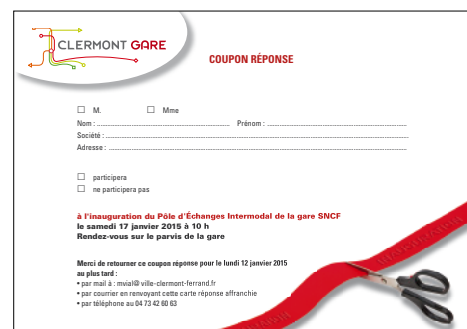 CLERMONT GARE
COUPON RÉPONSE
☐ M. ☐ Mme
Nom : Prénom :
Société :
Adresse :
☐ participera
☐ ne participera pas
à l'inauguration du Pôle d'Échanges Intermodal de la gare SNCF
le samedi 17 janvier 2015 à 10 h
Rendez-vous sur le parvis de la gare
Merci de retourner ce coupon réponse pour le lundi 12 janvier 2015
au plus tard :
• par mail à : mvial@ville-clermont-ferrand.fr
• par courrier en renvoyant cette carte réponse affranchie
• par téléphone au 04 73 42 60 63